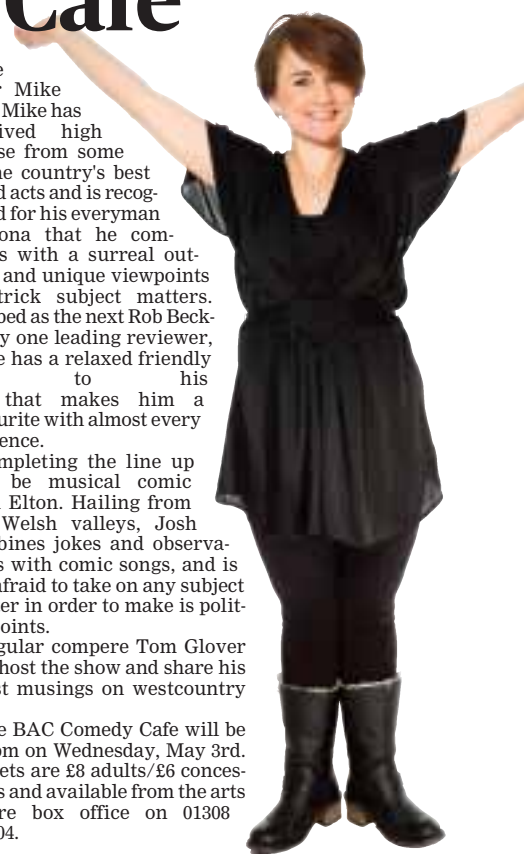 Cafe
e
Mike
Mike has
ived high
se from some
he country's best
d acts and is recog-
d for his everyman
ona that he com-
s with a surreal out-
and unique viewpoints
trick subject matters.
bed as the next Rob Beck-
y one leading reviewer,
e has a relaxed friendly
to his
that makes him a
urite with almost every
ence.
mpleting the line up
be musical comic
Elton. Hailing from
Welsh valleys, Josh
bines jokes and observa-
s with comic songs, and is
afraid to take on any subject
er in order to make is polit-
oints.
gular compere Tom Glover
host the show and share his
st musings on westcountry
e BAC Comedy Cafe will be
om on Wednesday, May 3rd.
ets are £8 adults/£6 conces-
s and available from the arts
re box office on 01308
04.